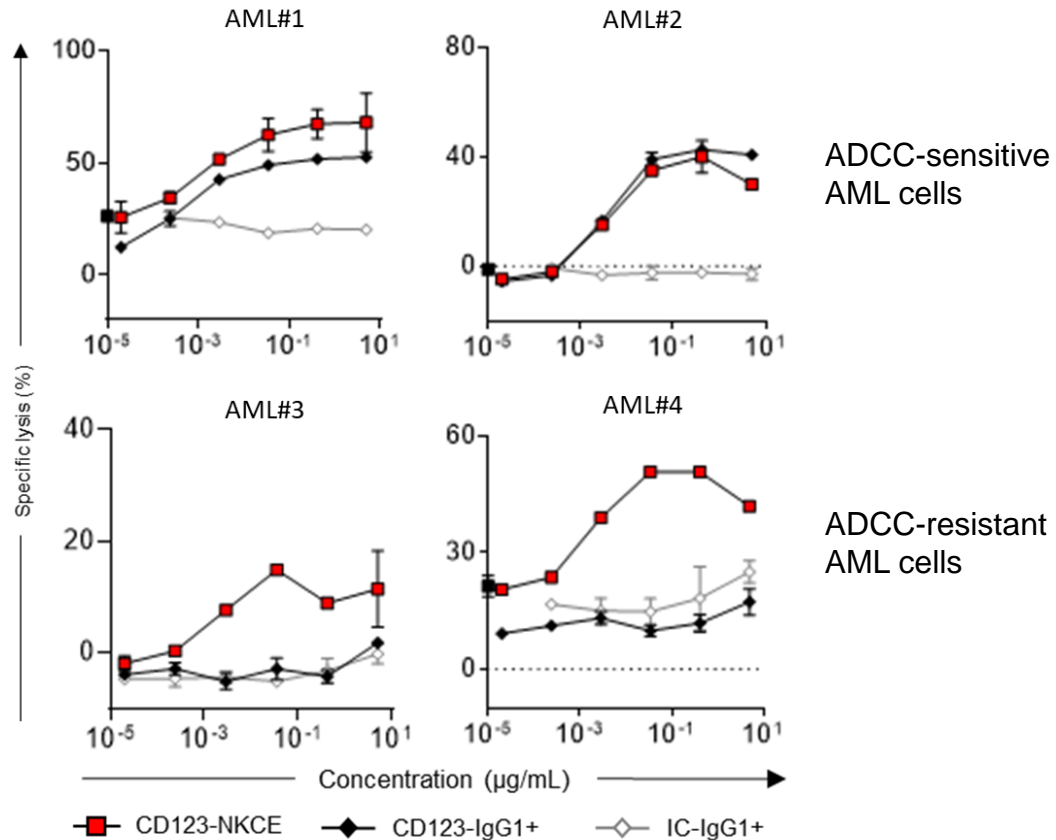 AML#1
AML#2
100
50
0
80
40
0
10⁻⁵ 10⁻³ 10⁻¹ 10¹
10⁻⁵ 10⁻³ 10⁻¹ 10¹
ADCC-sensitive
AML cells
Specific lysis (%)
AML#3
AML#4
40
20
0
60
30
0
10⁻⁵ 10⁻³ 10⁻¹ 10¹
10⁻⁵ 10⁻³ 10⁻¹ 10¹
ADCC-resistant
AML cells
Concentration (µg/mL)
CD123-NKCE CD123-IgG1+ IC-IgG1+